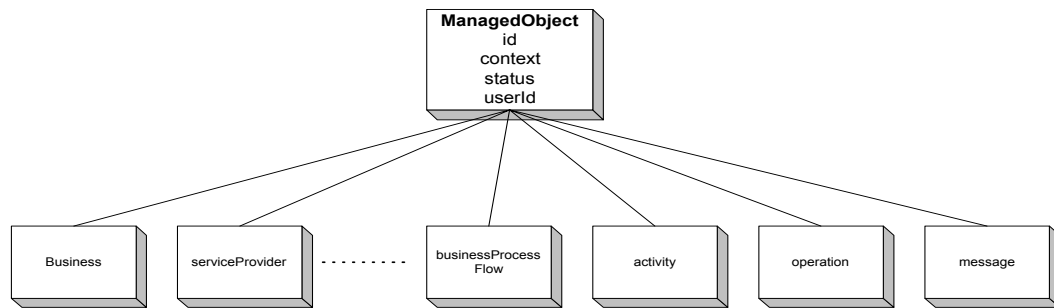 ManagedObject
id
context
status
userId
Business
serviceProvider
businessProcess
Flow
activity
operation
message